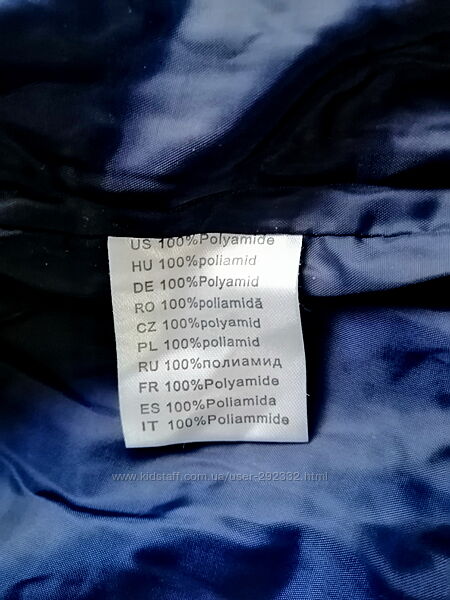 US 100%Polyamide
HU 100%poliamid
DE 100%Polyamid
RO 100%poliamidă
CZ 100%polyamid
PL 100%poliamid
RU 100%полиамид
FR 100%Polyamide
ES 100%Poliamida
IT 100%Poliammide
www.kidstaff.com.ua/user-292332.html